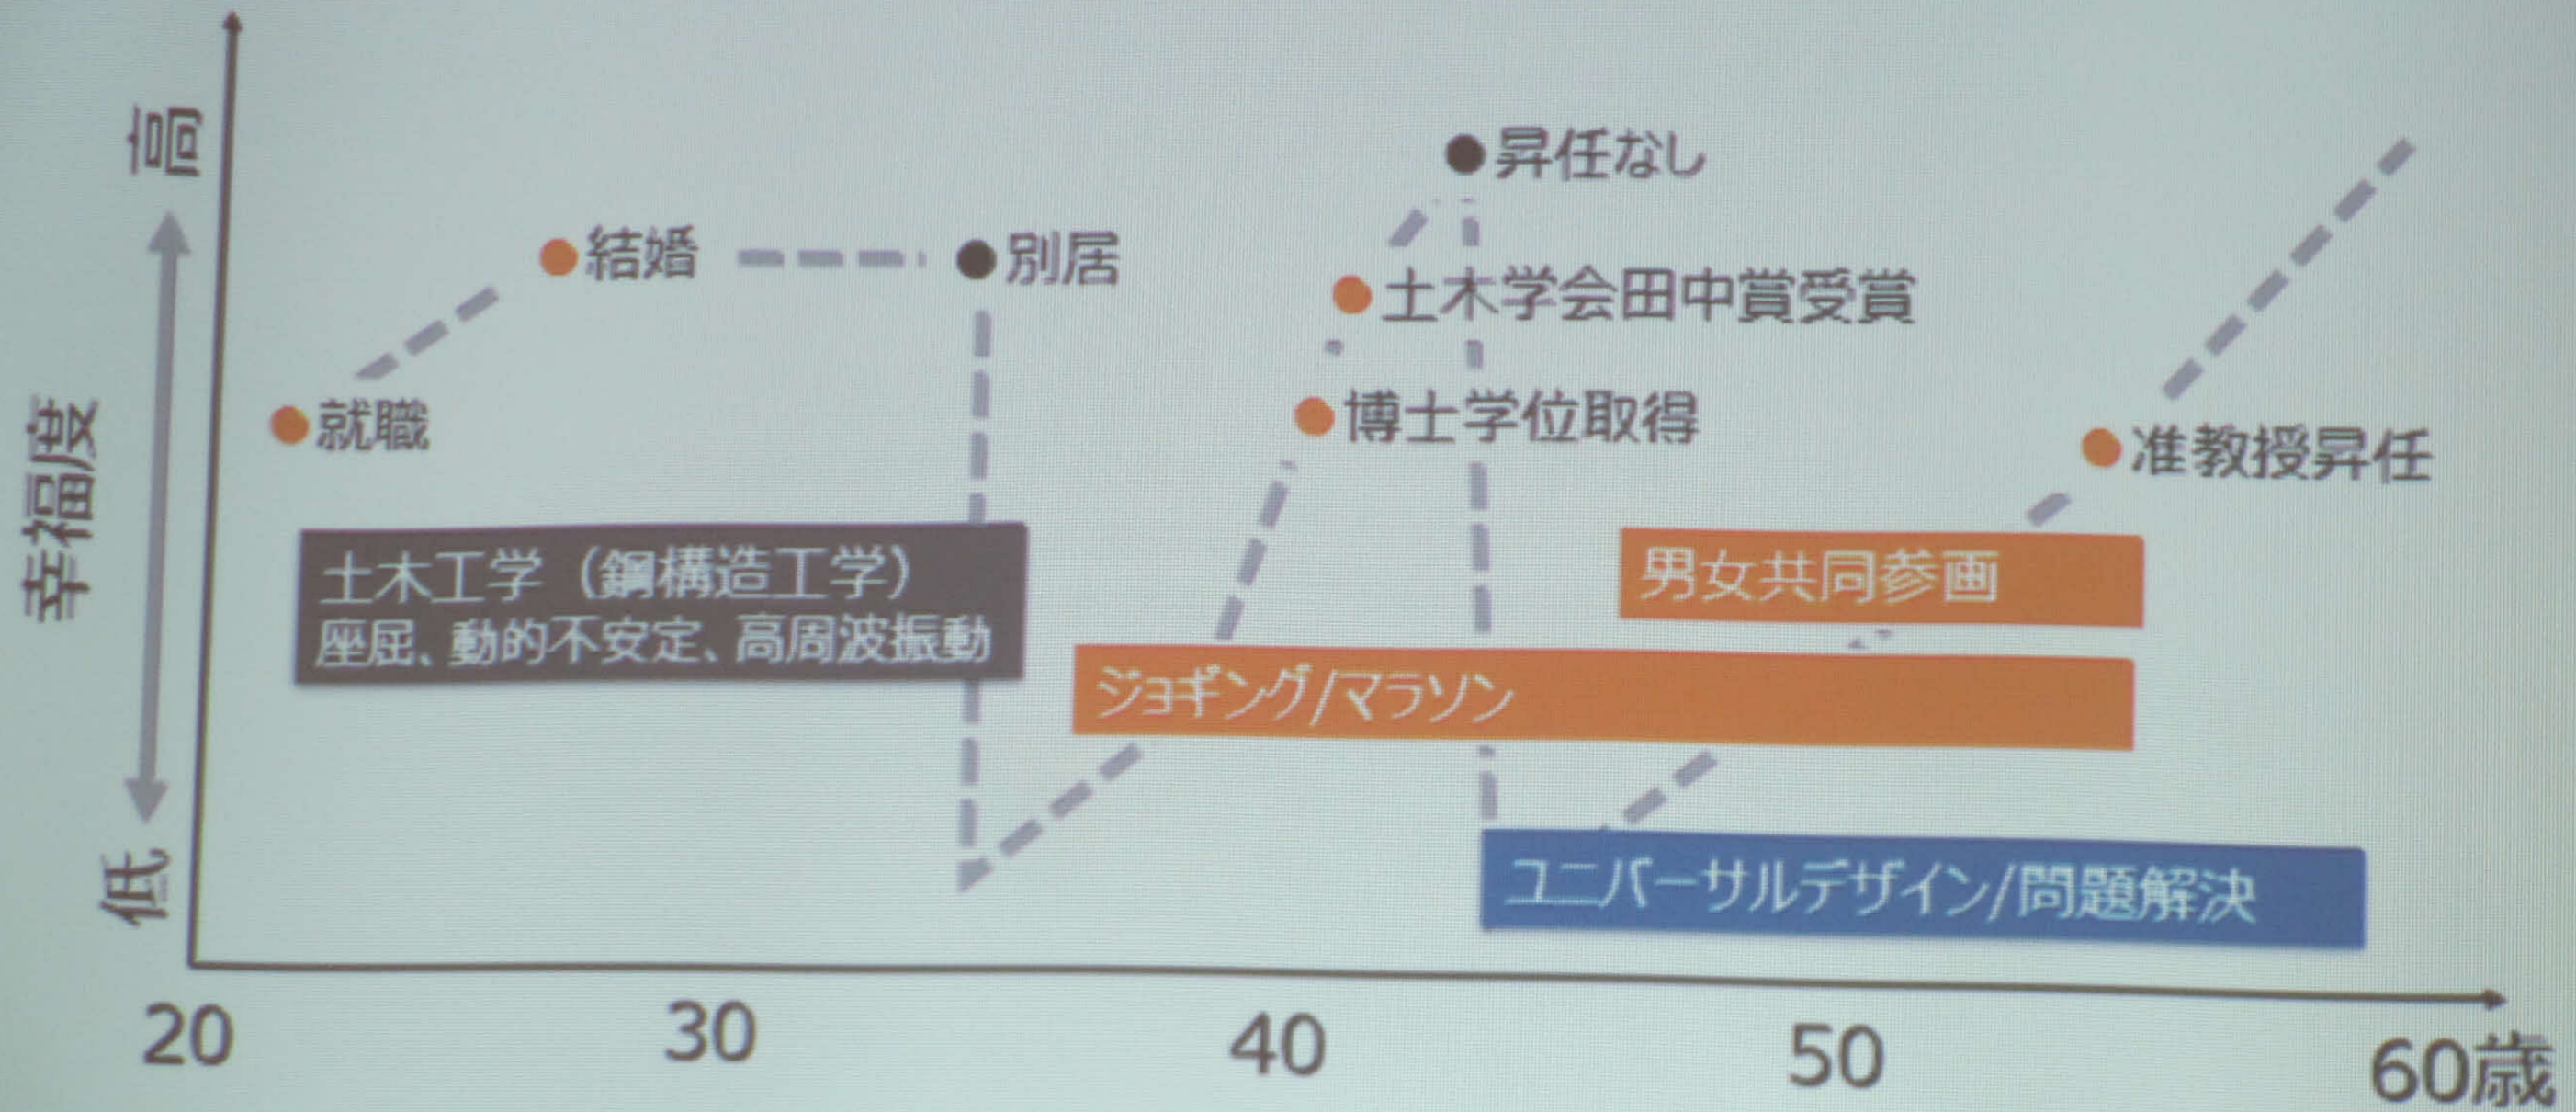 高
幸福度
低
昇任なし
結婚
別居
土木学会田中賞受賞
就職
博士学位取得
准教授昇任
土木工学（鋼構造工学）
座屈、動的不安定、高周波振動
男女共同参画
ジョギング/マラソン
ユニバーサルデザイン/問題解決
20 30 40 50 60歳